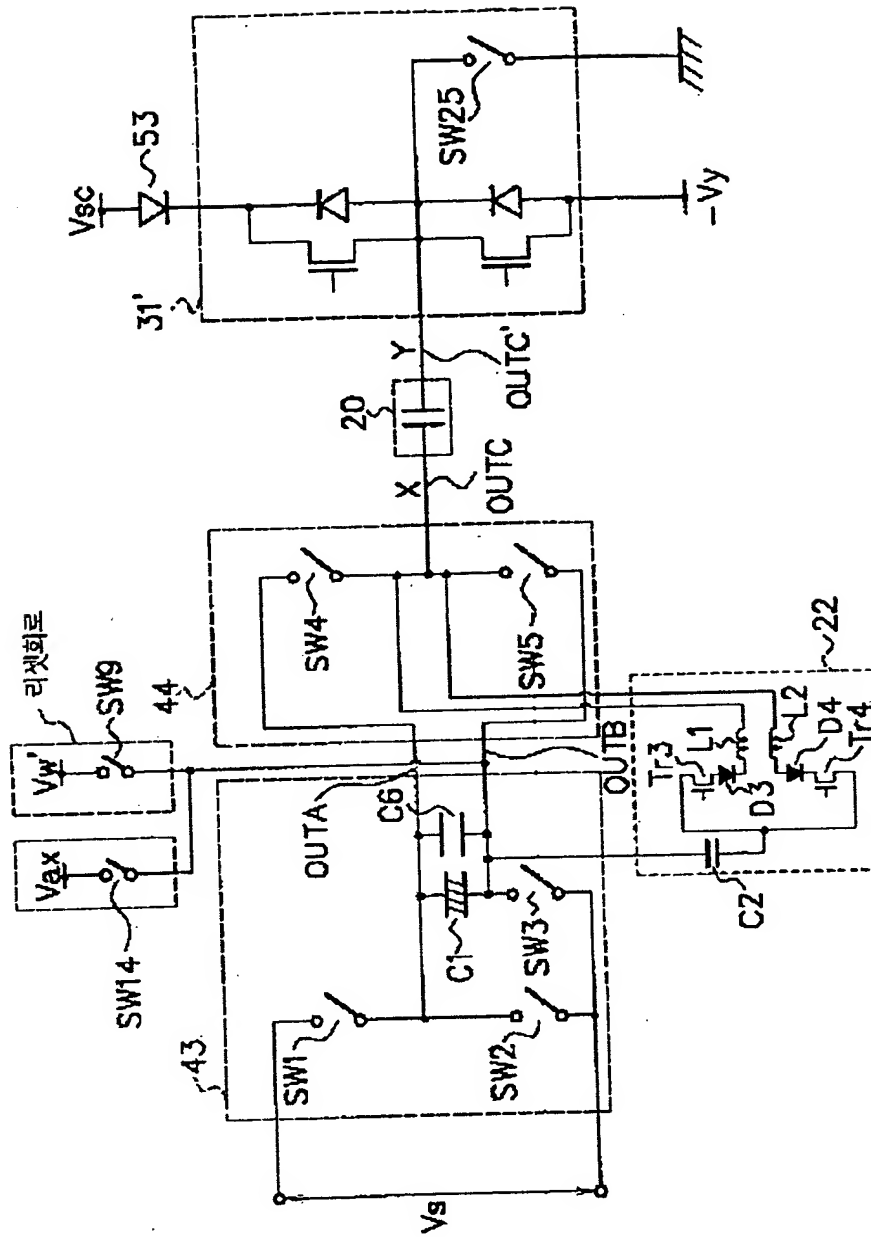 Vsc
53
31'
SW25
-Vy
Y
OUTC'
20
X
OUTC
리셋회로
Vw'
SW9
Vax
SW14
44
SW4
SW5
43
OUTA
C6
OUTB
C1
SW1
SW2
SW3
Vs
22
Tr3
L1
D3
L2
D4
Tr4
C2